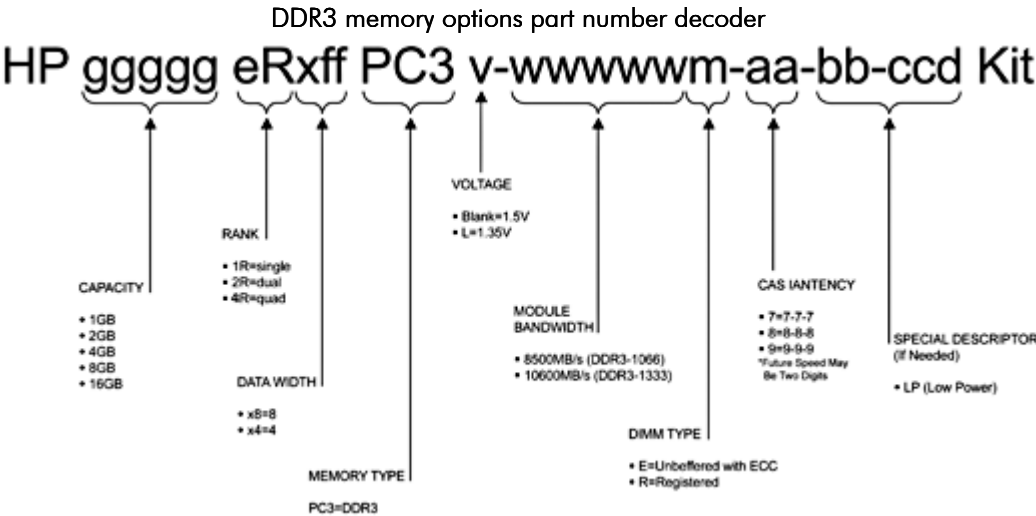 DDR3 memory options part number decoder
HP ggggg eRxff PC3 v-wwwwwm-aa-bb-ccd Kit
VOLTAGE
▪ Blank=1.5V
▪ L=1.35V
RANK
▪ 1R=single
▪ 2R=dual
▪ 4R=quad
CAPACITY
• 1GB
• 2GB
• 4GB
• 8GB
• 16GB
DATA WIDTH
• x8=8
• x4=4
MEMORY TYPE
PC3=DDR3
MODULE
BANDWIDTH
• 8500MB/s (DDR3-1066)
• 10600MB/s (DDR3-1333)
DIMM TYPE
• E=Unbeffered with ECC
• R=Registered
CAS IANTENCY
▪ 7=7-7-7
▪ 8=8-8-8
▪ 9=9-9-9
*Future Speed May
Be Two Digits
SPECIAL DESCRIPTOR
(If Needed)
• LP (Low Power)